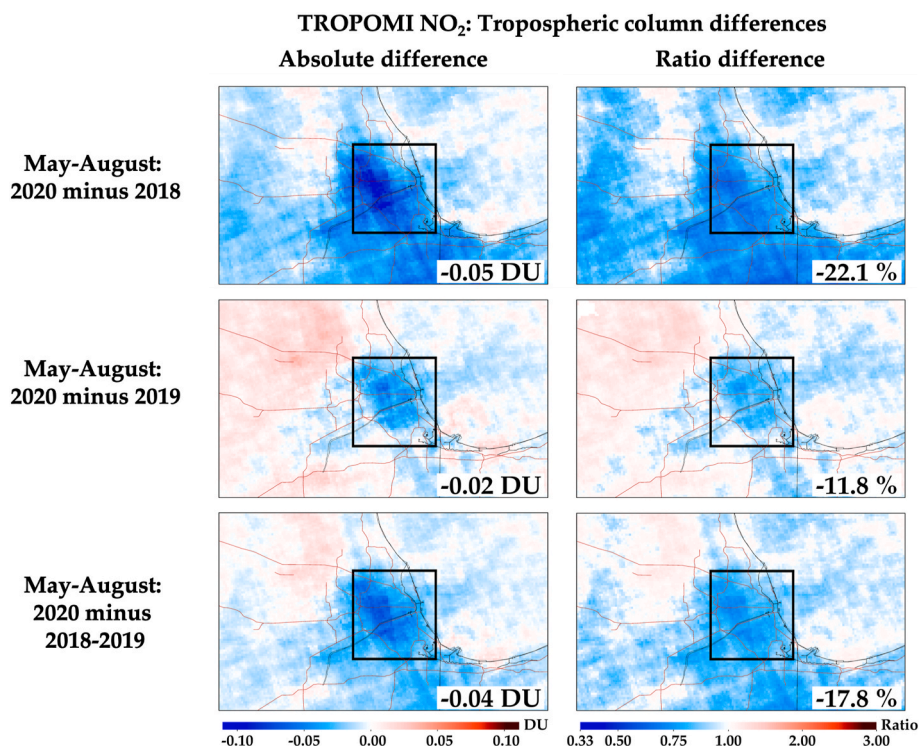 TROPOMI NO₂: Tropospheric column differences
Absolute difference
Ratio difference
May-August:
2020 minus 2018
-0.05 DU
-22.1 %
May-August:
2020 minus 2019
-0.02 DU
-11.8 %
May-August:
2020 minus
2018-2019
-0.04 DU
-17.8 %
DU
-0.10 -0.05 0.00 0.05 0.10
Ratio
0.33 0.50 0.75 1.00 2.00 3.00